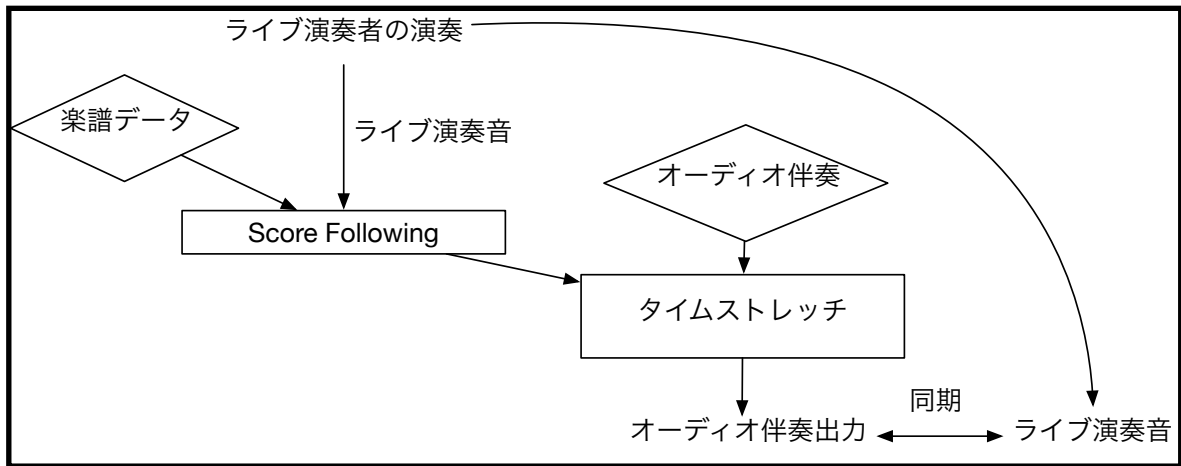 ライブ演奏者の演奏
楽譜データ
ライブ演奏音
オーディオ伴奏
Score Following
タイムストレッチ
同期
オーディオ伴奏出力
ライブ演奏音